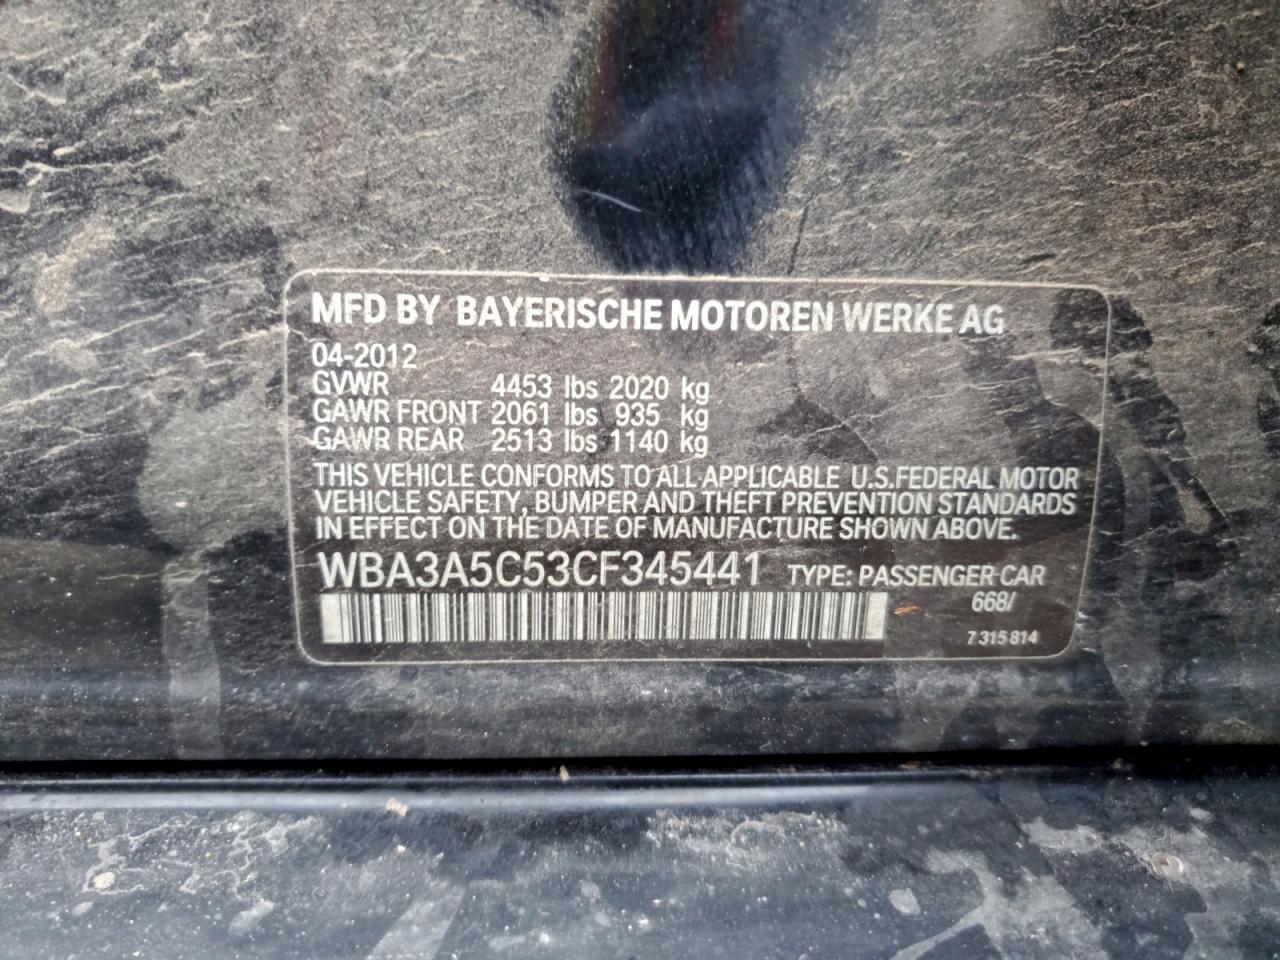 MFD BY BAYERISCHE MOTOREN WERKE AG
04-2012
GVWR 4453 lbs 2020 kg
GAWR FRONT 2061 lbs 935 kg
GAWR REAR 2513 lbs 1140 kg
THIS VEHICLE CONFORMS TO ALL APPLICABLE U.S.FEDERAL MOTOR
VEHICLE SAFETY, BUMPER AND THEFT PREVENTION STANDARDS
IN EFFECT ON THE DATE OF MANUFACTURE SHOWN ABOVE.
WBA3A5C53CF345441 TYPE: PASSENGER CAR
668/
7 315 814